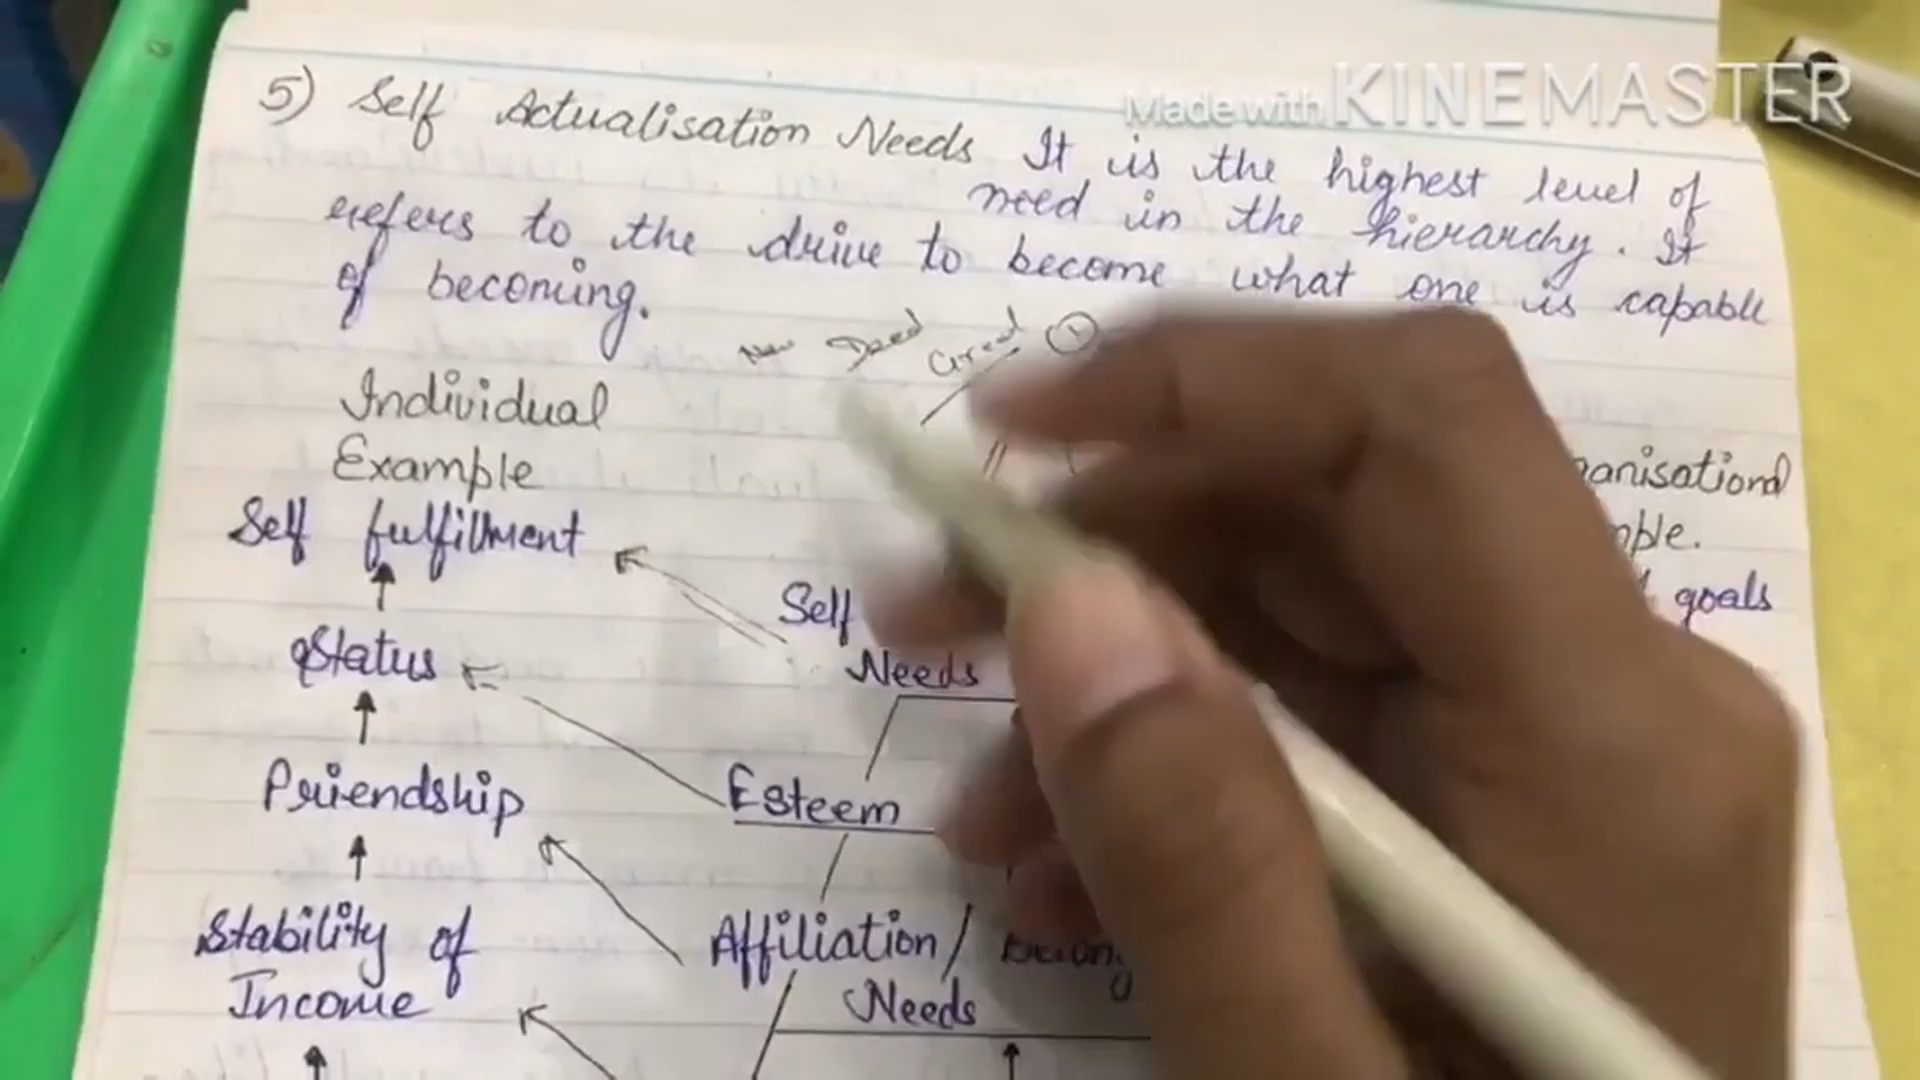 Made with KINEMASTER
5) Self Actualisation Needs It is the highest level of
need in the hierarchy. It
refers to the drive to become what one is capable
of becoming.
Individual
Example
Self fulfillment
Status
Friendship
Stability of
Income
Self
Needs
Esteem
Affiliation /
Needs
goals